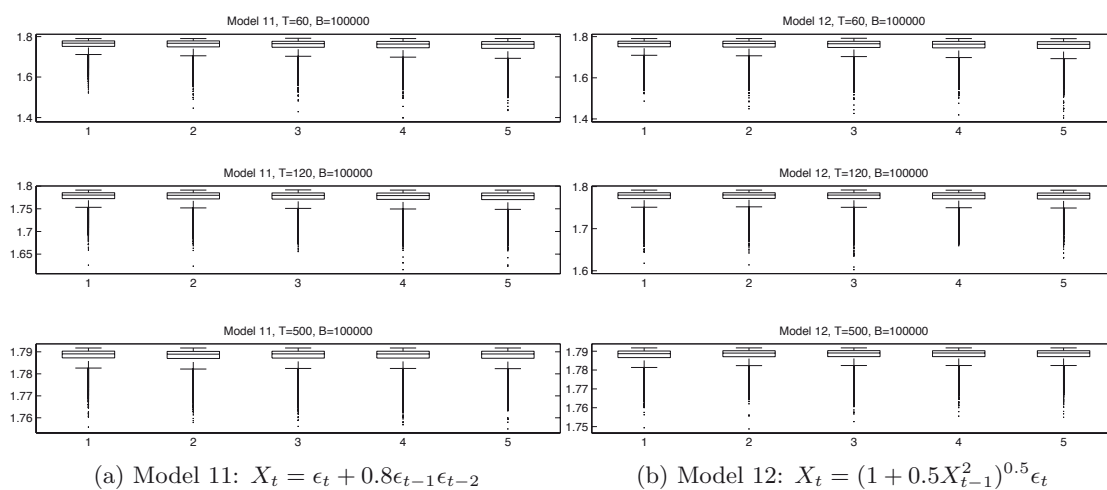 Model 11, T=60, B=100000
1.8
1.6
1.4
1 2 3 4 5
Model 12, T=60, B=100000
1.8
1.6
1.4
1 2 3 4 5
Model 11, T=120, B=100000
1.8
1.75
1.7
1.65
1 2 3 4 5
Model 12, T=120, B=100000
1.8
1.7
1.6
1 2 3 4 5
Model 11, T=500, B=100000
1.79
1.78
1.77
1.76
1 2 3 4 5
Model 12, T=500, B=100000
1.79
1.78
1.77
1.76
1.75
1 2 3 4 5
(a) Model 11: $X_t = \epsilon_t + 0.8\epsilon_{t-1}\epsilon_{t-2}$
(b) Model 12: $X_t = (1 + 0.5X_{t-1}^2)^{0.5}\epsilon_t$